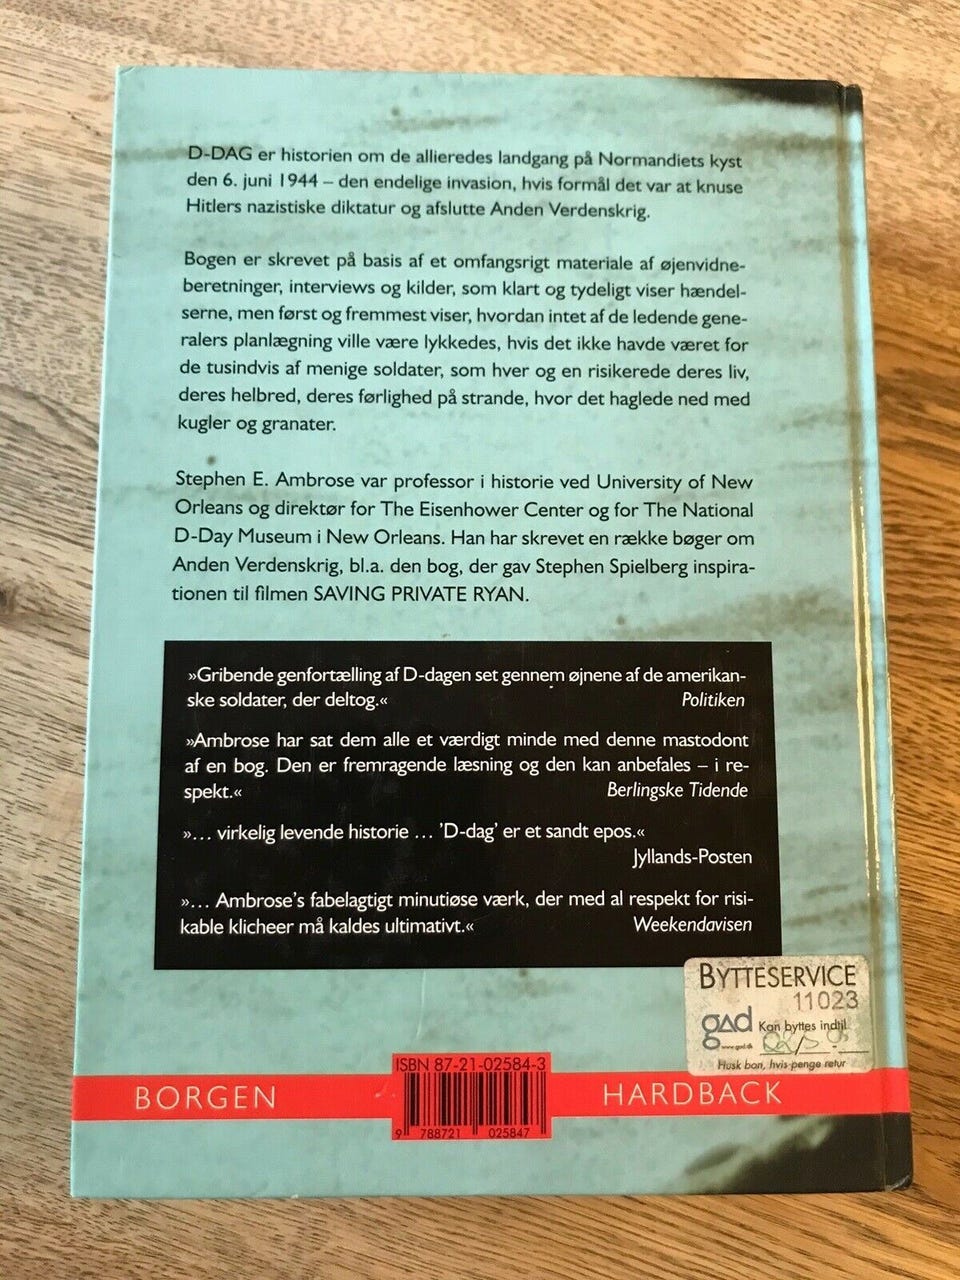 D-DAG er historien om de allieredes landgang på Normandiets kyst
den 6. juni 1944 – den endelige invasion, hvis formål det var at knuse
Hitlers nazistiske diktatur og afslutte Anden Verdenskrig.
Bogen er skrevet på basis af et omfangsrigt materiale af øjenvidne-
beretninger, interviews og kilder, som klart og tydeligt viser hændel-
serne, men først og fremmest viser, hvordan intet af de ledende gene-
ralers planlægning ville være lykkedes, hvis det ikke havde været for
de tusindvis af menige soldater, som hver og en risikerede deres liv,
deres helbred, deres førlighed på strande, hvor det haglede ned med
kugler og granater.
Stephen E. Ambrose var professor i historie ved University of New
Orleans og direktør for The Eisenhower Center og for The National
D-Day Museum i New Orleans. Han har skrevet en række bøger om
Anden Verdenskrig, bl.a. den bog, der gav Stephen Spielberg inspira-
tionen til filmen SAVING PRIVATE RYAN.
»Gribende genfortælling af D-dagen set gennem øjnene af de amerikan-
ske soldater, der deltog.« Politiken
»Ambrose har sat dem alle et værdigt minde med denne mastodont
af en bog. Den er fremragende læsning og den kan anbefales – i re-
spekt.« Berlingske Tidende
»... virkelig levende historie ... 'D-dag' er et sandt epos.«
Jyllands-Posten
»... Ambrose's fabelagtigt minutiøse værk, der med al respekt for risi-
kable klicheer må kaldes ultimativt.« Weekendavisen
BYTTESERVICE
11023
gad Kan byttes indtil
www.gad.dk
Husk bon, hvis penge retur
ISBN 87-21-02584-3
BORGEN
HARDBACK
9 788721 025847